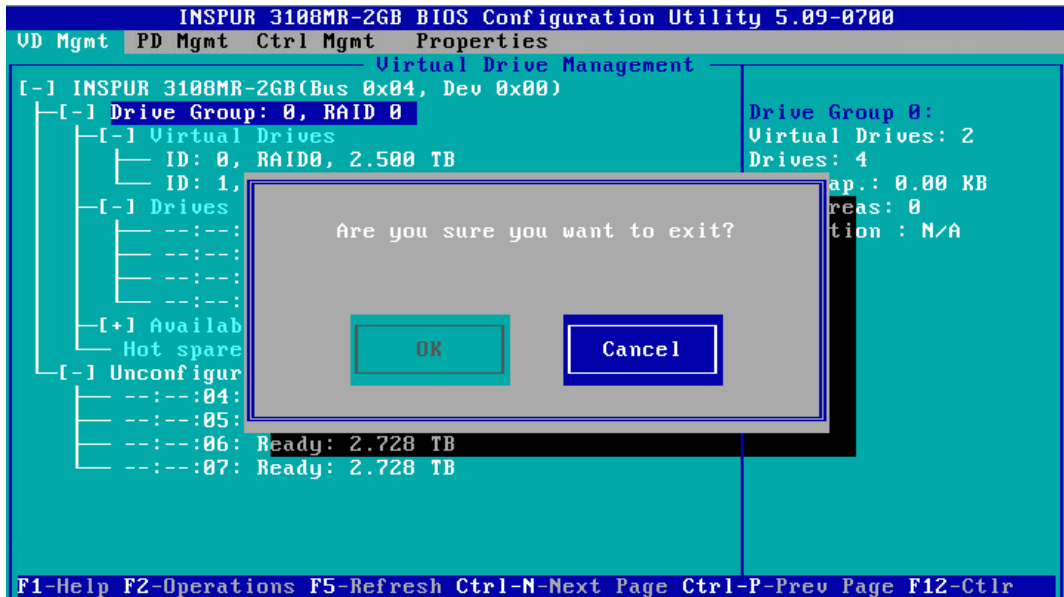 INSPUR 3108MR-2GB BIOS Configuration Utility 5.09-0700
VD Mgmt PD Mgmt Ctrl Mgmt Properties
Virtual Drive Management
[-] INSPUR 3108MR-2GB(Bus 0x04, Dev 0x00)
[-] Drive Group: 0, RAID 0
[-] Virtual Drives
ID: 0, RAID0, 2.500 TB
ID: 1,
[-] Drives
--:--:
--:--:
--:--:
--:--:
[+] Availab
Hot spare
[-] Unconfigur
--:--:04:
--:--:05:
--:--:06: Ready: 2.728 TB
--:--:07: Ready: 2.728 TB
Drive Group 0:
Virtual Drives: 2
Drives: 4
ap.: 0.00 KB
reas: 0
tion : N/A
Are you sure you want to exit?
OK
Cancel
F1-Help F2-Operations F5-Refresh Ctrl-N-Next Page Ctrl-P-Prev Page F12-Ctlr